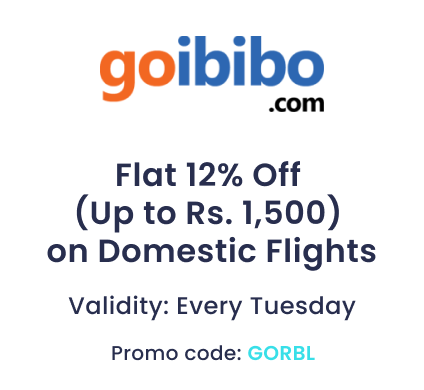 goibibo
.com
Flat 12% Off
(Up to Rs. 1,500)
on Domestic Flights
Validity: Every Tuesday
Promo code: GORBL